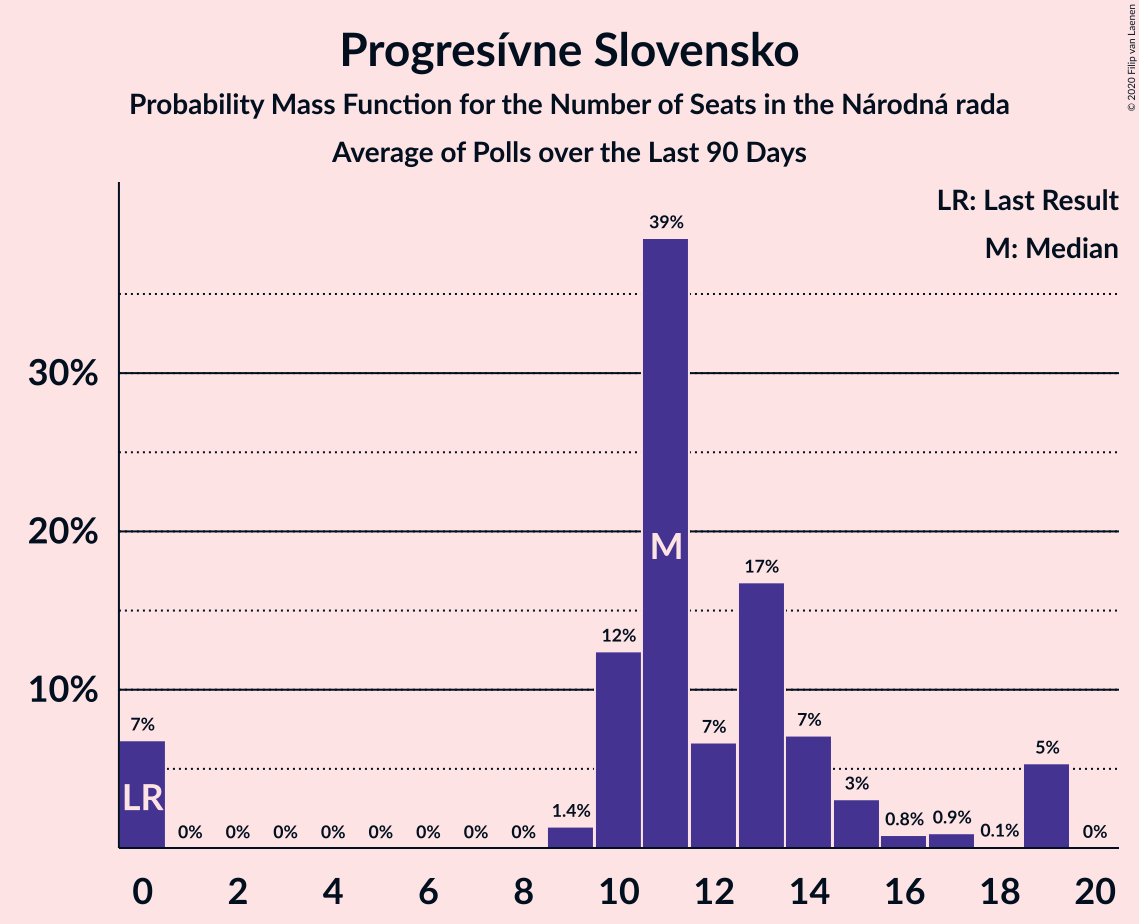 Progresívne Slovensko
Probability Mass Function for the Number of Seats in the Národná rada
Average of Polls over the Last 90 Days
© 2020 Filip van Laenen
LR: Last Result
M: Median
30%
20%
10%
7%
0%
0%
0%
0%
0%
0%
0%
0%
1.4%
12%
39%
7%
17%
7%
3%
0.8%
0.9%
0.1%
5%
0%
LR
M
0 2 4 6 8 10 12 14 16 18 20